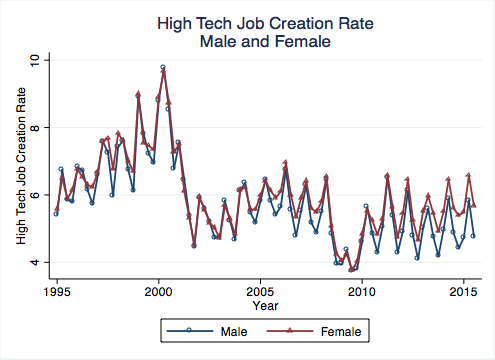 High Tech Job Creation Rate
Male and Female
High Tech Job Creation Rate
10
8
6
4
1995
2000
2005
2010
2015
Year
Male
Female